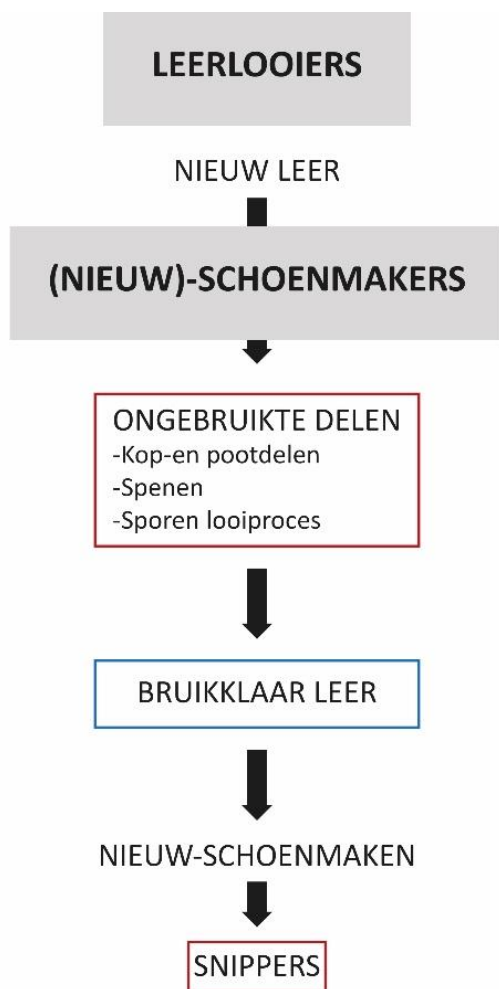 LEERLOOIERS
NIEUW LEER
(NIEUW)-SCHOENMAKERS
ONGEBRUIKTE DELEN
-Kop-en pootdelen
-Spenen
-Sporen looiproces
BRUIKKLAAR LEER
NIEUW-SCHOENMAKEN
SNIPPERS